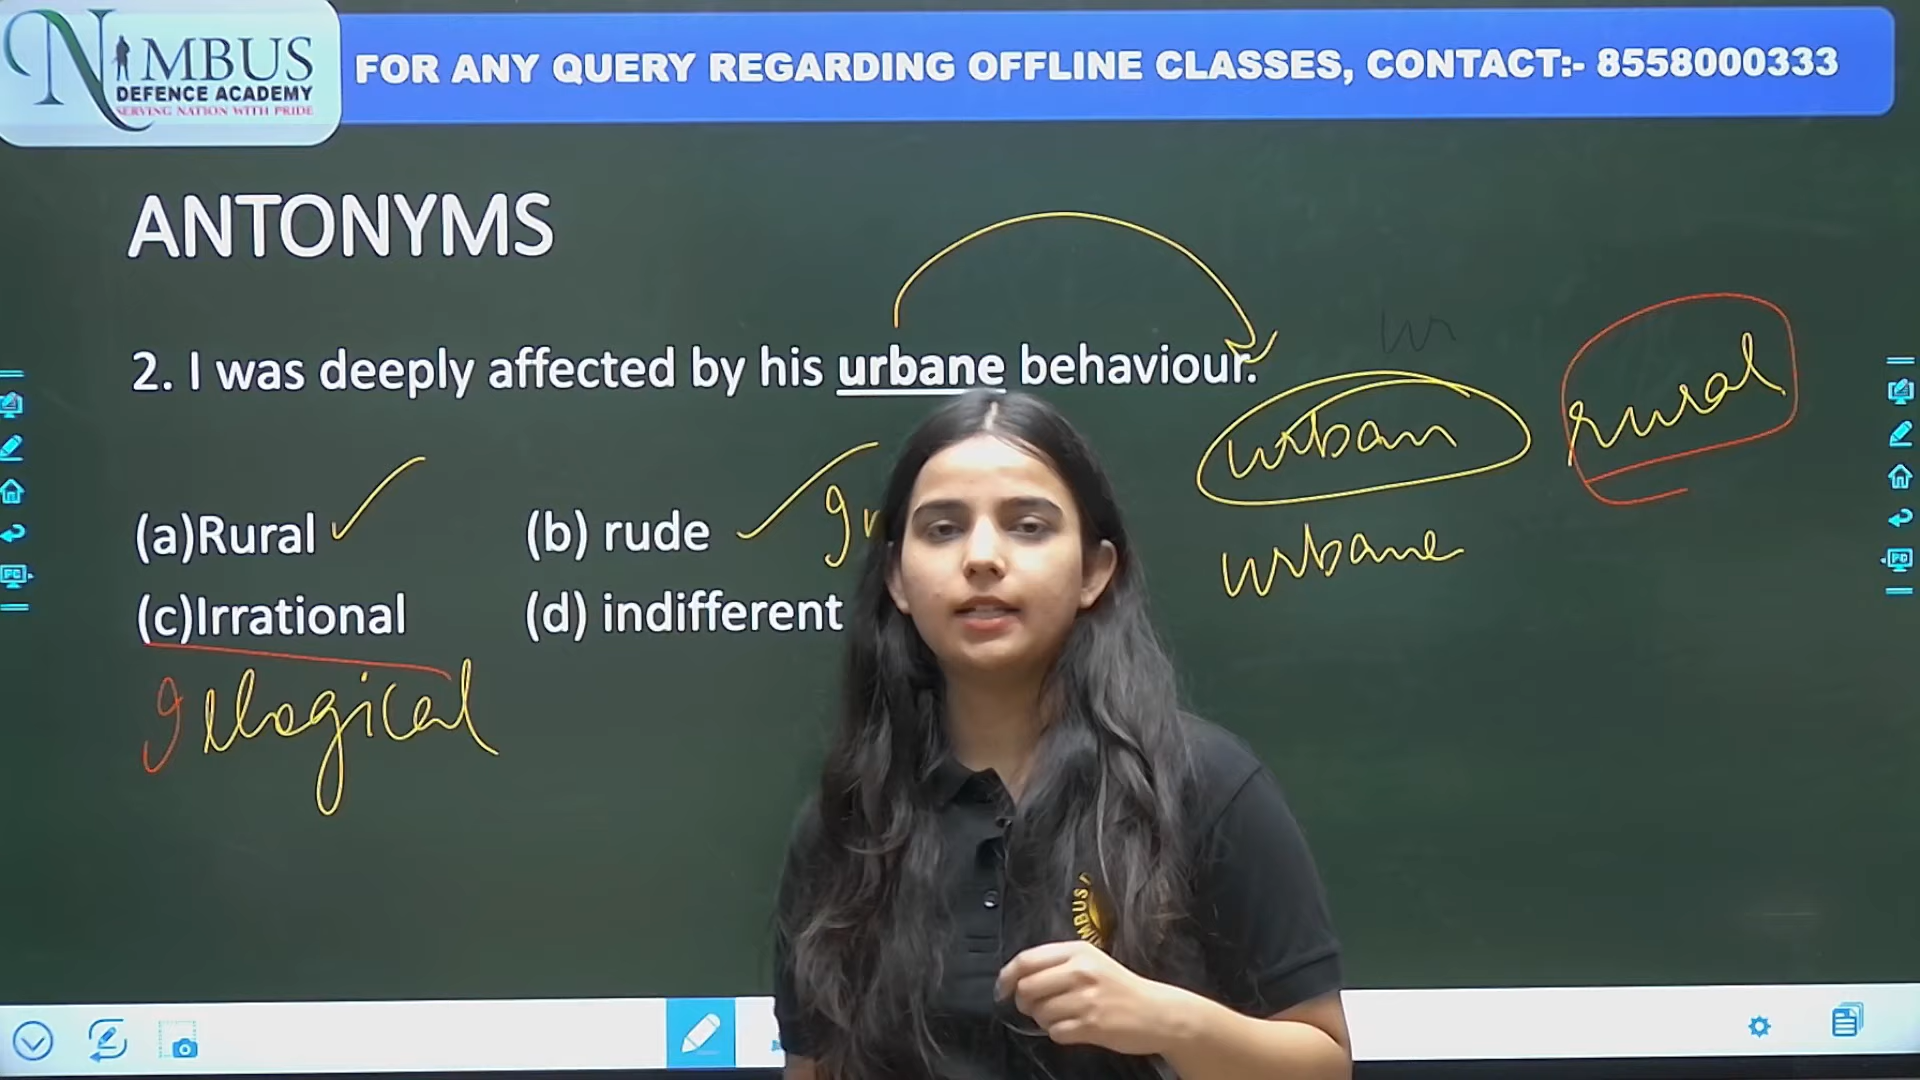 NIMBUS
DEFENCE ACADEMY
SERVING NATION WITH PRIDE
FOR ANY QUERY REGARDING OFFLINE CLASSES, CONTACT:- 8558000333
ANTONYMS
2. I was deeply affected by his urbane behaviour.
urban
rural
urbane
(a)Rural
(b) rude
(c)Irrational
(d) indifferent
Illogical
NIMBUS